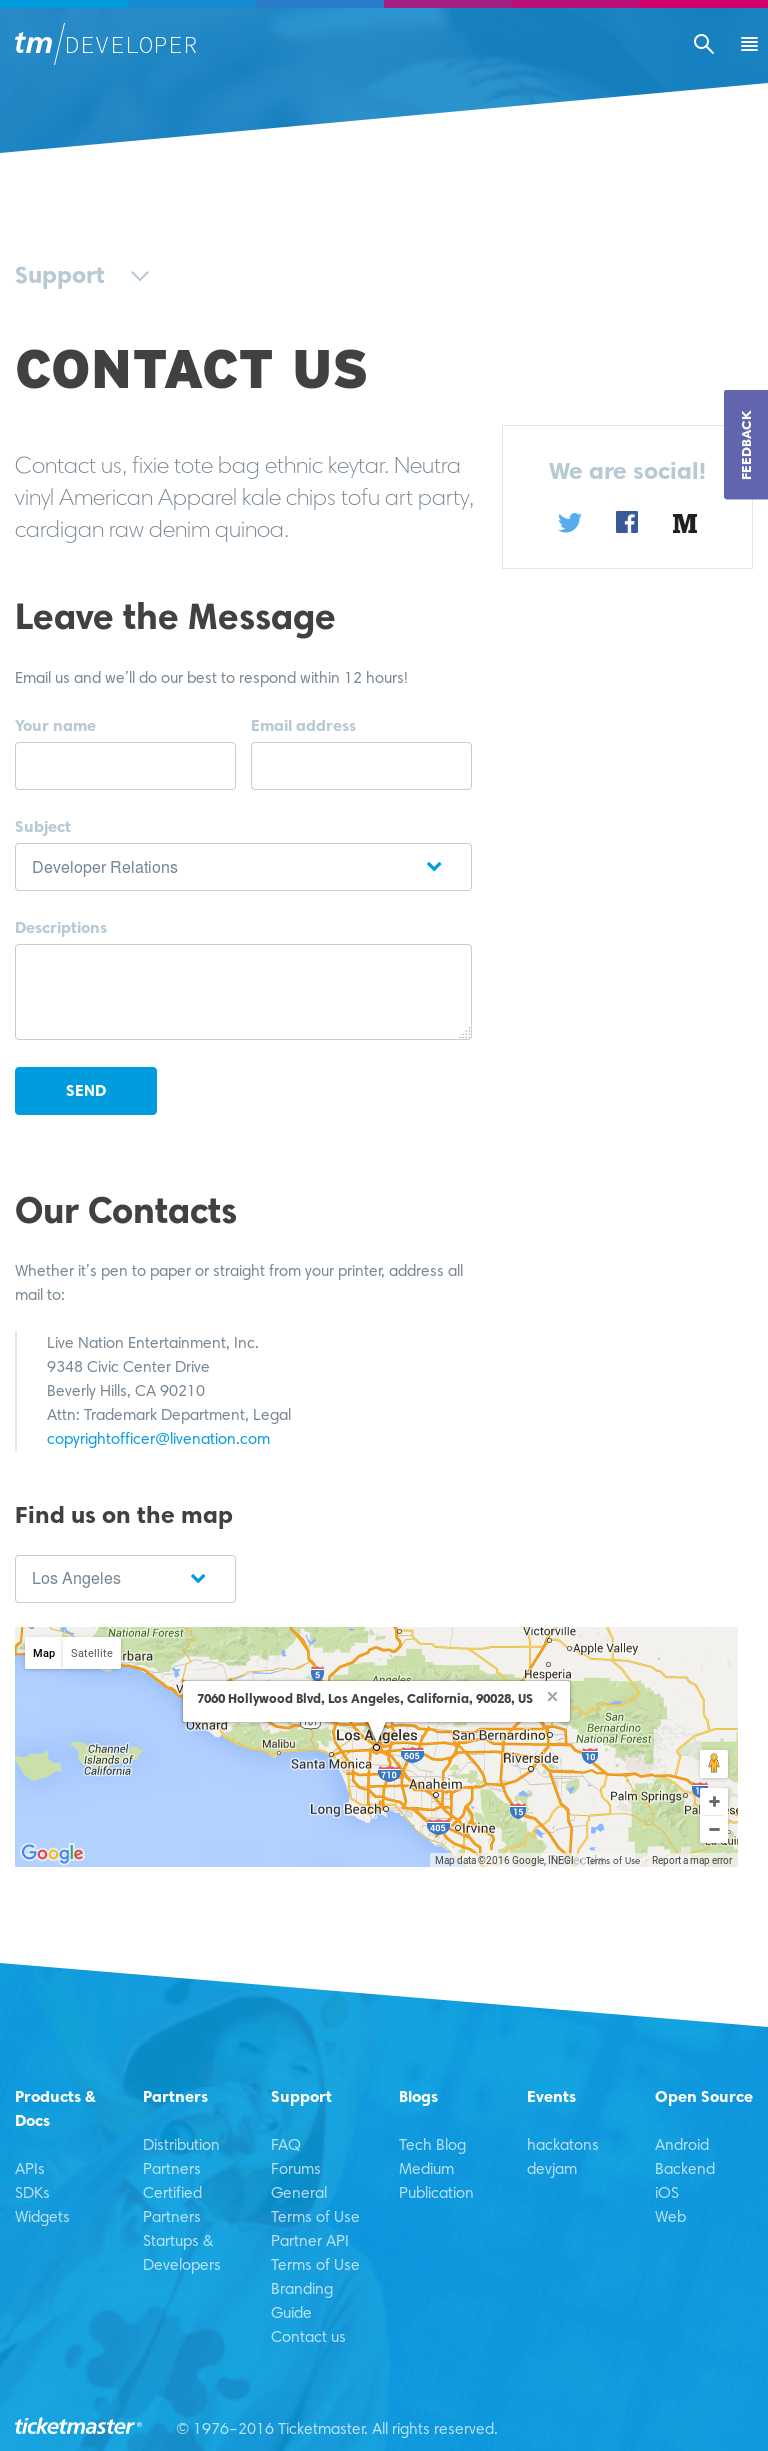 tm/DEVELOPER
Support
CONTACT US
FEEDBACK
Contact us, fixie tote bag ethnic keytar. Neutra
vinyl American Apparel kale chips tofu art party,
cardigan raw denim quinoa.
We are social!
M
Leave the Message
Email us and we'll do our best to respond within 12 hours!
Your name Email address
Subject
Developer Relations
Descriptions
SEND
Our Contacts
Whether it's pen to paper or straight from your printer, address all
mail to:
Live Nation Entertainment, Inc.
9348 Civic Center Drive
Beverly Hills, CA 90210
Attn: Trademark Department, Legal
copyrightofficer@livenation.com
Find us on the map
Los Angeles
National Forest
Victorville
Map Satellite
Apple Valley
Hesperia
5
7060 Hollywood Blvd, Los Angeles, California, 90028, US
Oxnard
101
Los Angeles
San Bernardino
San Bernardino
National Forest
Malibu
Channel
Islands of
California
Santa Monica
605
Riverside
10
710
Anaheim
Palm Springs
10
Long Beach
15
405
Irvine
Google
Map data ©2016 Google, INEGI
Terms of Use
Report a map error
Products &
Docs
APIs
SDKs
Widgets
Partners
Distribution
Partners
Certified
Partners
Startups &
Developers
Support
FAQ
Forums
General
Terms of Use
Partner API
Terms of Use
Branding
Guide
Contact us
Blogs
Tech Blog
Medium
Publication
Events
hackatons
devjam
Open Source
Android
Backend
iOS
Web
ticketmaster®
© 1976–2016 Ticketmaster. All rights reserved.